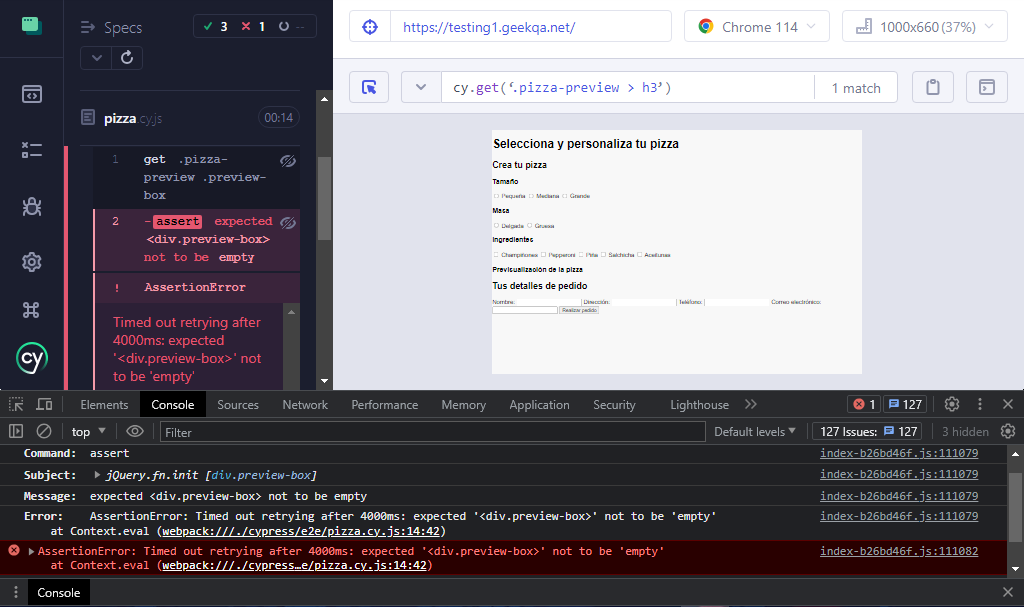 Specs
3 1 --
https://testing1.geekqa.net/
Chrome 114
1000x660 (37%)
cy.get('.pizza-preview > h3')
1 match
pizza.cy.js
00:14
1 get .pizza-
preview .preview-
box
2 -assert expected
<div.preview-box>
not to be empty
! AssertionError
Timed out retrying after
4000ms: expected
'<div.preview-box>' not
to be 'empty'
cy
Selecciona y personaliza tu pizza
Crea tu pizza
Tamaño
Pequeña Mediana Grande
Masa
Delgada Gruesa
Ingredientes
Champiñones Pepperoni Piña Salchicha Aceitunas
Previsualización de la pizza
Tus detalles de pedido
Nombre: Dirección: Teléfono: Correo electrónico:
Realizar pedido
Elements Console Sources Network Performance Memory Application Security Lighthouse
1 127
top Filter Default levels 127 Issues: 127 3 hidden
Command: assert index-b26bd46f.js:111079
Subject: jQuery.fn.init [div.preview-box] index-b26bd46f.js:111079
Message: expected <div.preview-box> not to be empty index-b26bd46f.js:111079
Error: AssertionError: Timed out retrying after 4000ms: expected '<div.preview-box>' not to be 'empty' index-b26bd46f.js:111079
at Context.eval (webpack:///./cypress/e2e/pizza.cy.js:14:42)
AssertionError: Timed out retrying after 4000ms: expected '<div.preview-box>' not to be 'empty' index-b26bd46f.js:111082
at Context.eval (webpack:///./cypress…e/pizza.cy.js:14:42)
Console